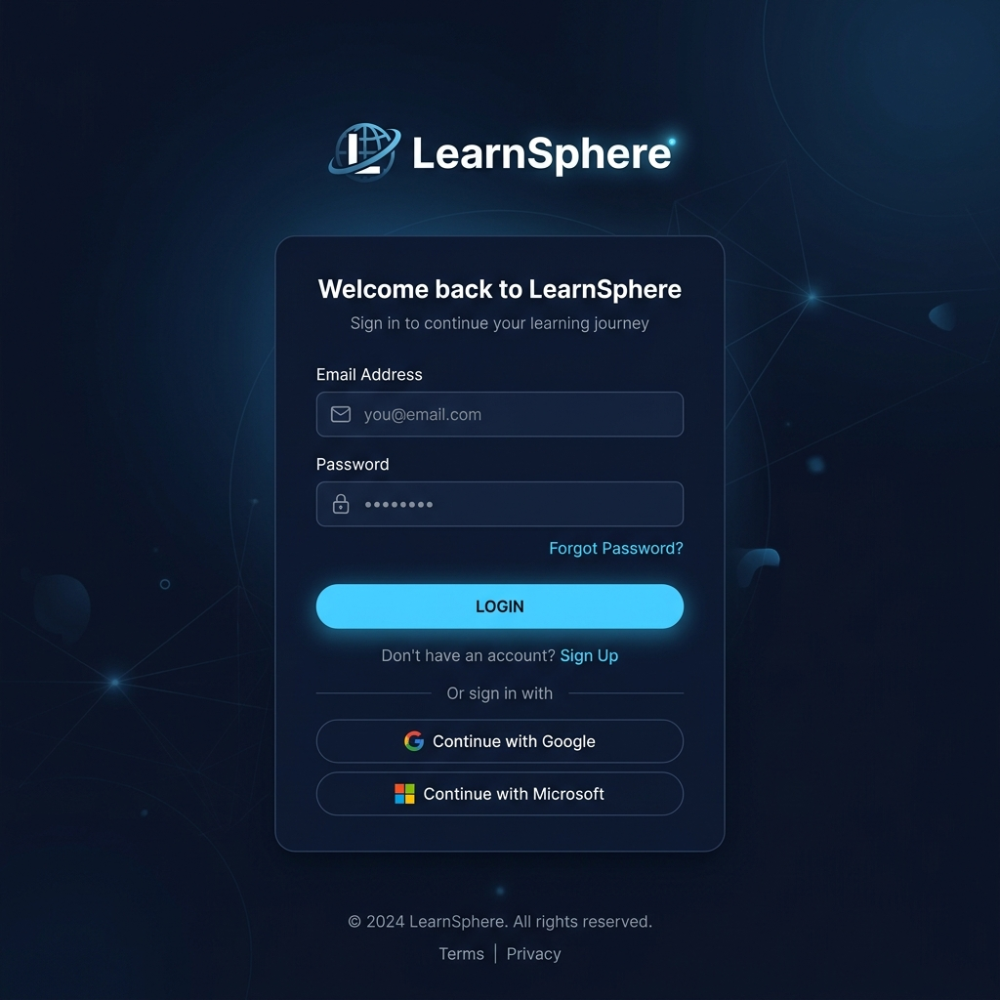 LearnSphere
Welcome back to LearnSphere
Sign in to continue your learning journey
Email Address
you@email.com
Password
••••••••
Forgot Password?
LOGIN
Don't have an account? Sign Up
Or sign in with
Continue with Google
Continue with Microsoft
© 2024 LearnSphere. All rights reserved.
Terms | Privacy